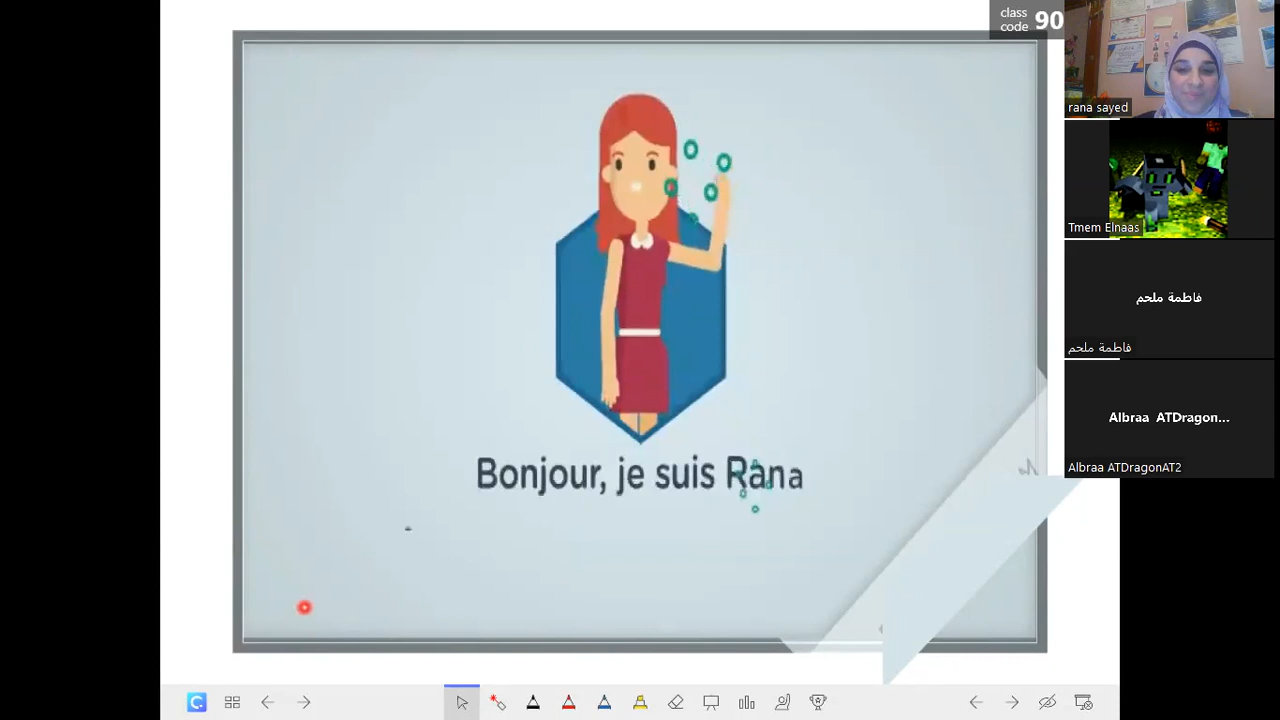 class
code 90
rana sayed
Tmem Elnaas
فاطمة ملحم
فاطمة ملحم
Albraa ATDragon...
Albraa ATDragonAT2
Bonjour, je suis Rana